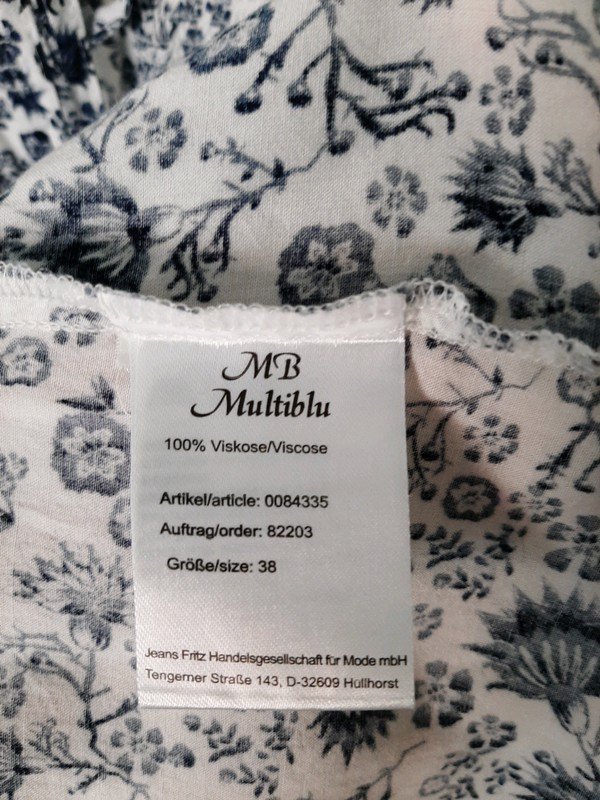 MB
Multiblu
100% Viskose/Viscose
Artikel/article: 0084335
Auftrag/order: 82203
Größe/size: 38
Jeans Fritz Handelsgesellschaft für Mode mbH
Tengerner Straße 143, D-32609 Hüllhorst